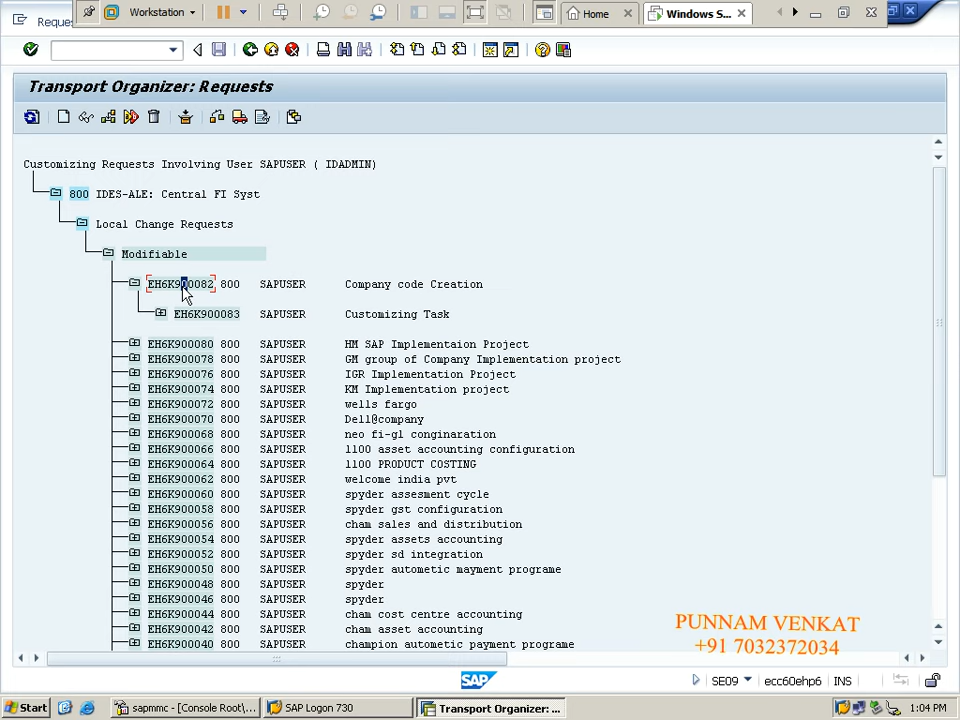 Reques
Workstation
Home
Windows S...
Transport Organizer: Requests
Customizing Requests Involving User SAPUSER ( IDADMIN)
800 IDES-ALE: Central FI Syst
Local Change Requests
Modifiable
EH6K900082 800 SAPUSER Company code Creation
EH6K900083 SAPUSER Customizing Task
EH6K900080 800 SAPUSER HM SAP Implementaion Project
EH6K900078 800 SAPUSER GM group of Company Implementation project
EH6K900076 800 SAPUSER IGR Implementation Project
EH6K900074 800 SAPUSER KM Implementation project
EH6K900072 800 SAPUSER wells fargo
EH6K900070 800 SAPUSER Dell@company
EH6K900068 800 SAPUSER neo fi-gl conginaration
EH6K900066 800 SAPUSER 1100 asset accounting configuration
EH6K900064 800 SAPUSER 1100 PRODUCT COSTING
EH6K900062 800 SAPUSER welcome india pvt
EH6K900060 800 SAPUSER spyder assesment cycle
EH6K900058 800 SAPUSER spyder gst configuration
EH6K900056 800 SAPUSER cham sales and distribution
EH6K900054 800 SAPUSER spyder assets accounting
EH6K900052 800 SAPUSER spyder sd integration
EH6K900050 800 SAPUSER spyder autometic mayment programe
EH6K900048 800 SAPUSER spyder
EH6K900046 800 SAPUSER spyder
EH6K900044 800 SAPUSER cham cost centre accounting
EH6K900042 800 SAPUSER cham asset accounting
EH6K900040 800 SAPUSER champion autometic payment programe
PUNNAM VENKAT
+91 7032372034
SAP
SE09 ecc60ehp6 INS
Start
sapmmc - [Console Root\...
SAP Logon 730
Transport Organizer: ...
1:04 PM